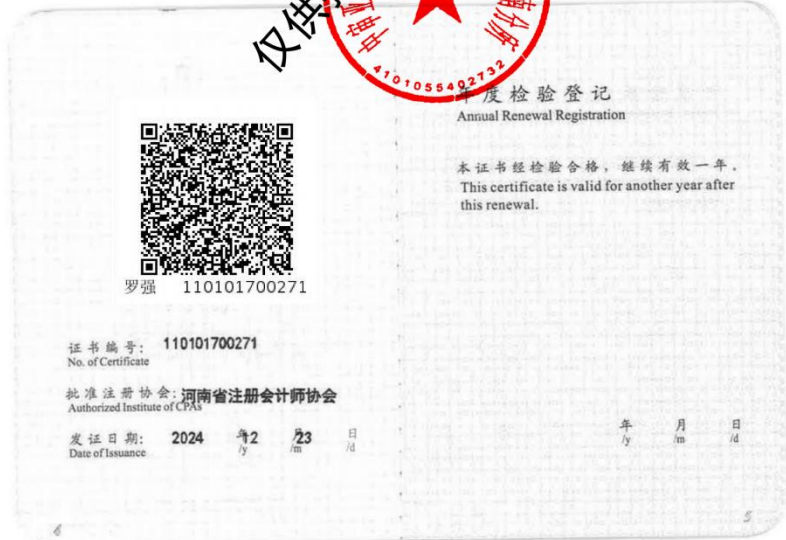 仅供
4101055402732
罗强 110101700271
证书编号: 110101700271
No. of Certificate
批准注册协会: 河南省注册会计师协会
Authorized Institute of CPAs
发证日期: 2024 年12 月23 日
Date of Issuance /y /m /d
6
年度检验登记
Annual Renewal Registration
本证书经检验合格，继续有效一年。
This certificate is valid for another year after
this renewal.
年 月 日
/y /m /d
5